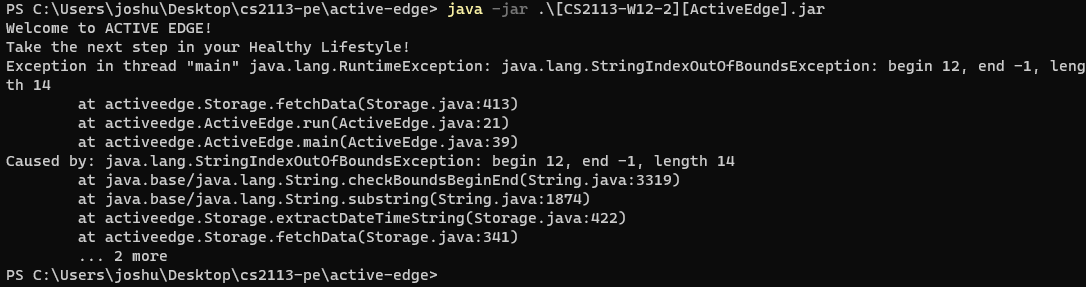 PS C:\Users\joshu\Desktop\cs2113-pe\active-edge> java -jar .\[CS2113-W12-2][ActiveEdge].jar
Welcome to ACTIVE EDGE!
Take the next step in your Healthy Lifestyle!
Exception in thread "main" java.lang.RuntimeException: java.lang.StringIndexOutOfBoundsException: begin 12, end -1, leng
th 14
        at activeedge.Storage.fetchData(Storage.java:413)
        at activeedge.ActiveEdge.run(ActiveEdge.java:21)
        at activeedge.ActiveEdge.main(ActiveEdge.java:39)
Caused by: java.lang.StringIndexOutOfBoundsException: begin 12, end -1, length 14
        at java.base/java.lang.String.checkBoundsBeginEnd(String.java:3319)
        at java.base/java.lang.String.substring(String.java:1874)
        at activeedge.Storage.extractDateTimeString(Storage.java:422)
        at activeedge.Storage.fetchData(Storage.java:341)
        ... 2 more
PS C:\Users\joshu\Desktop\cs2113-pe\active-edge>